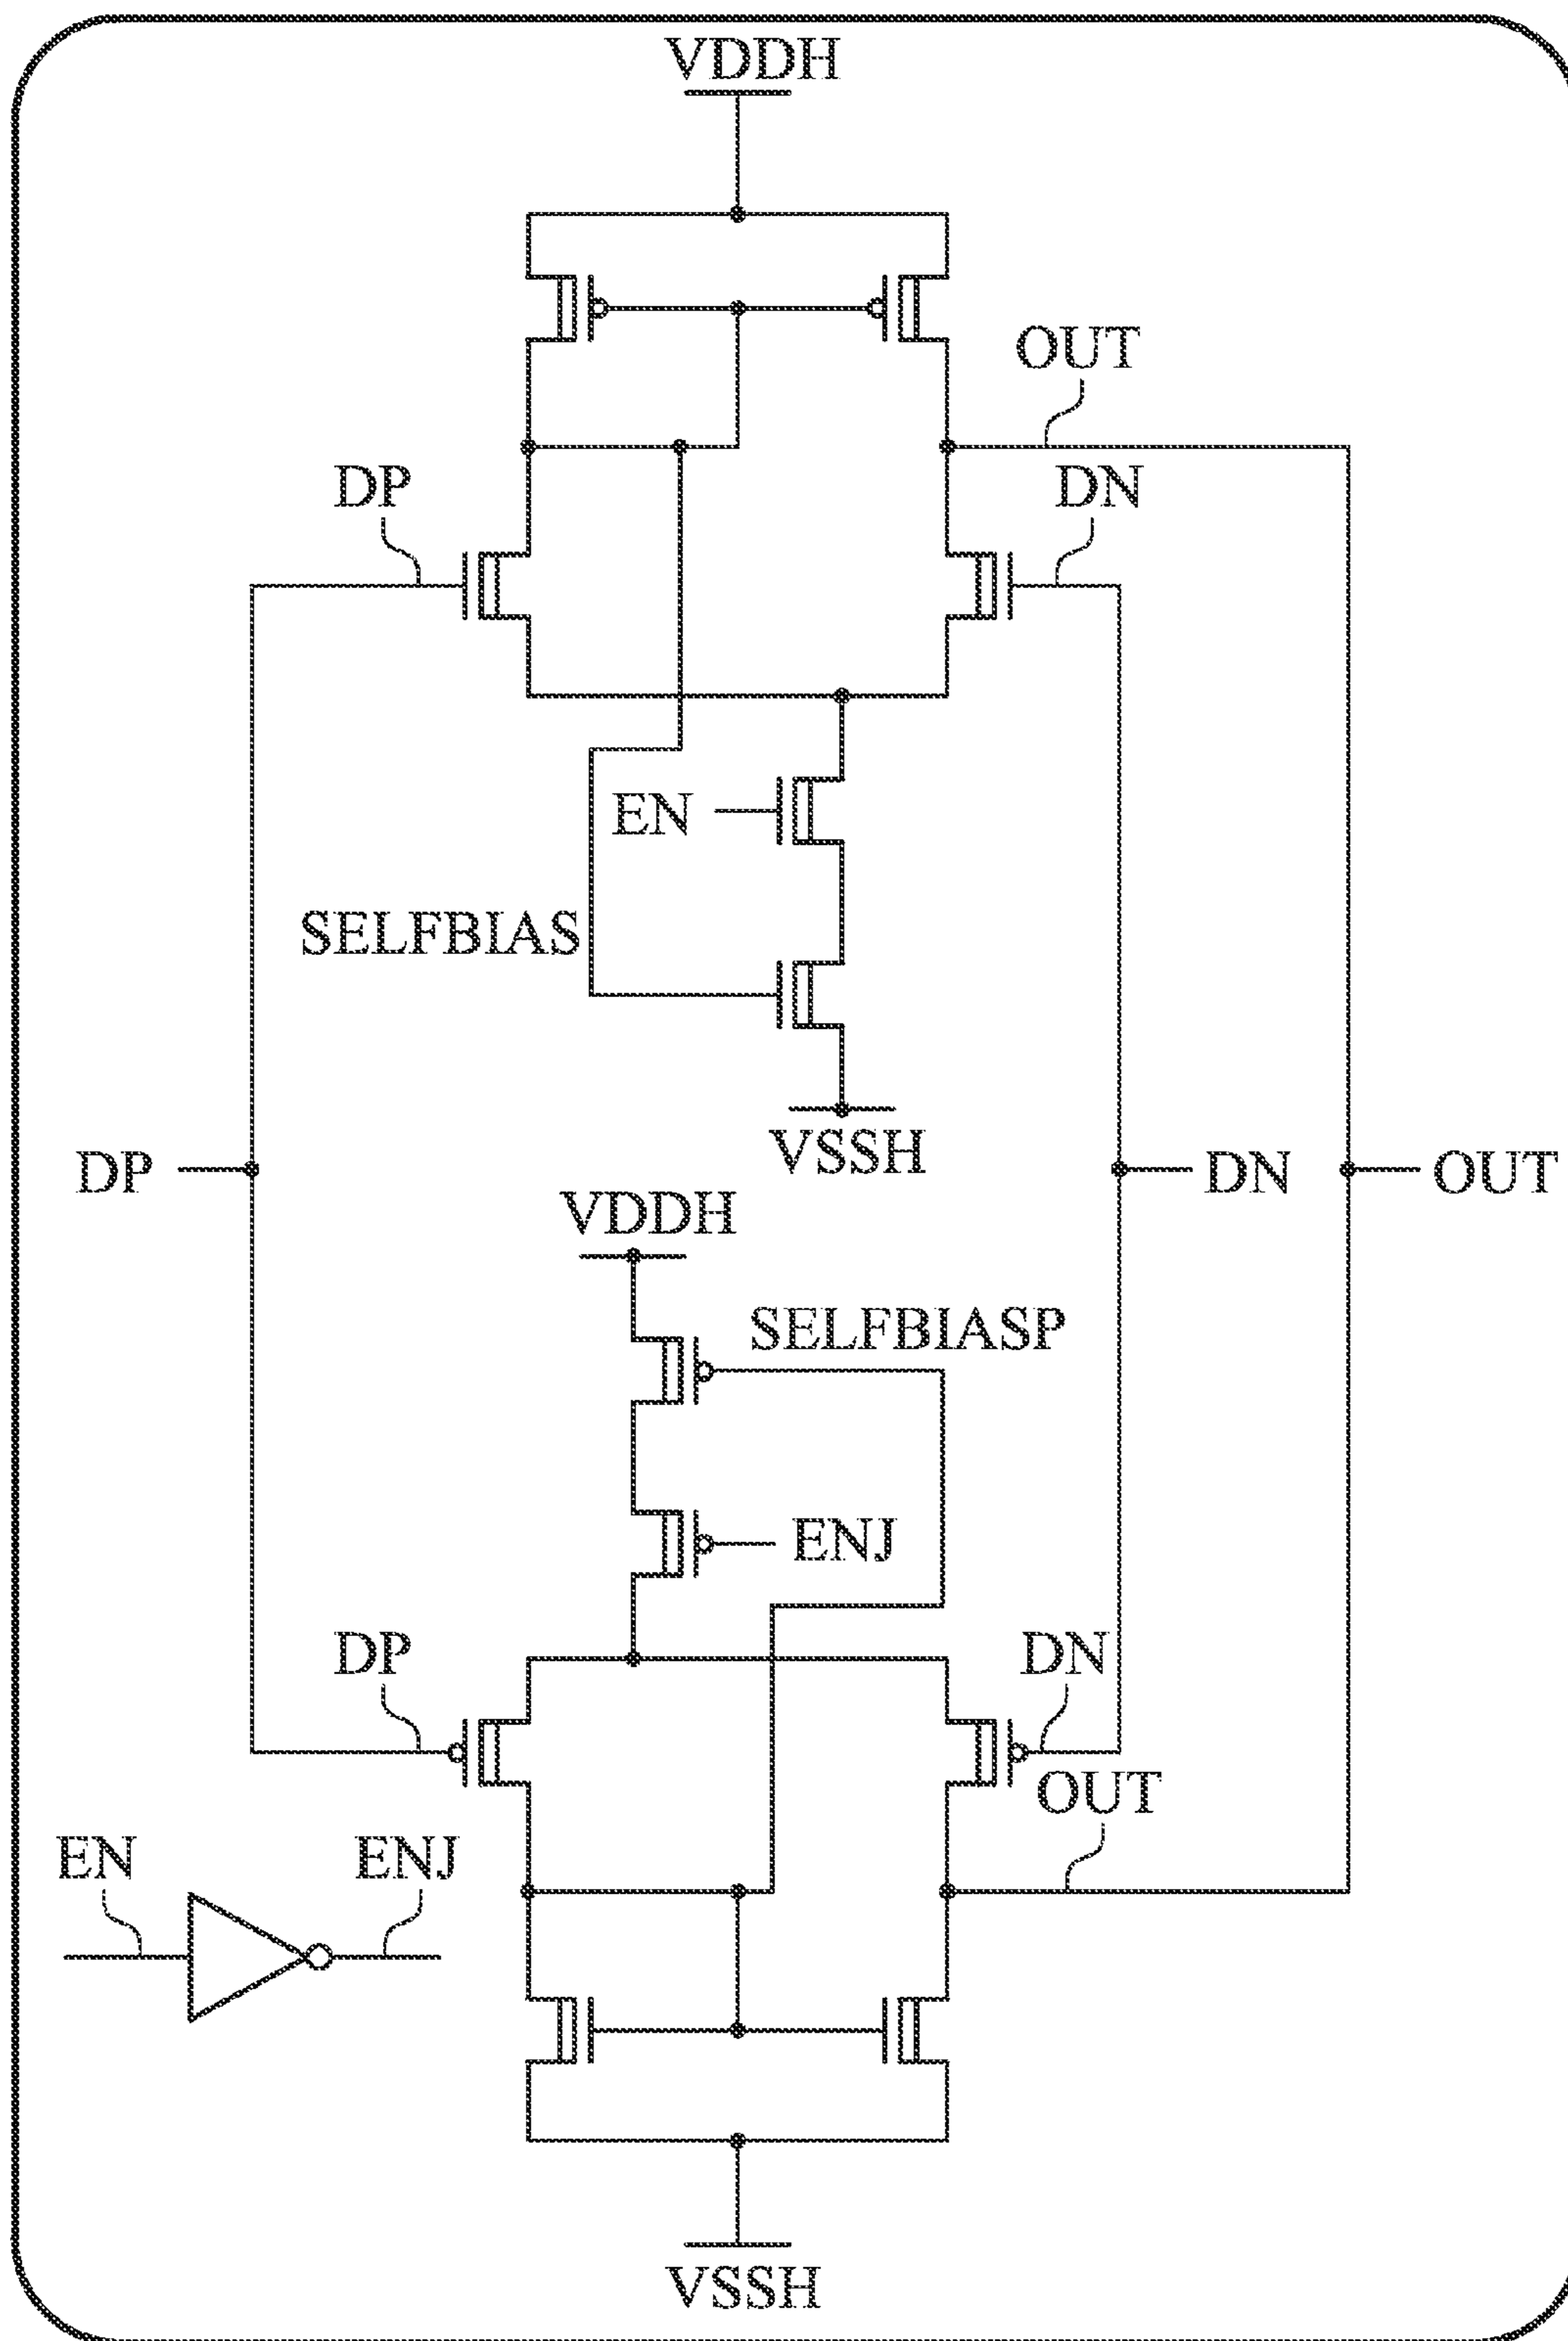 VDDH
OUT
DP
DN
EN
SELFBIAS
VSSH
DP
DN
OUT
VDDH
SELFBIASP
ENJ
DP
DN
OUT
EN
ENJ
VSSH